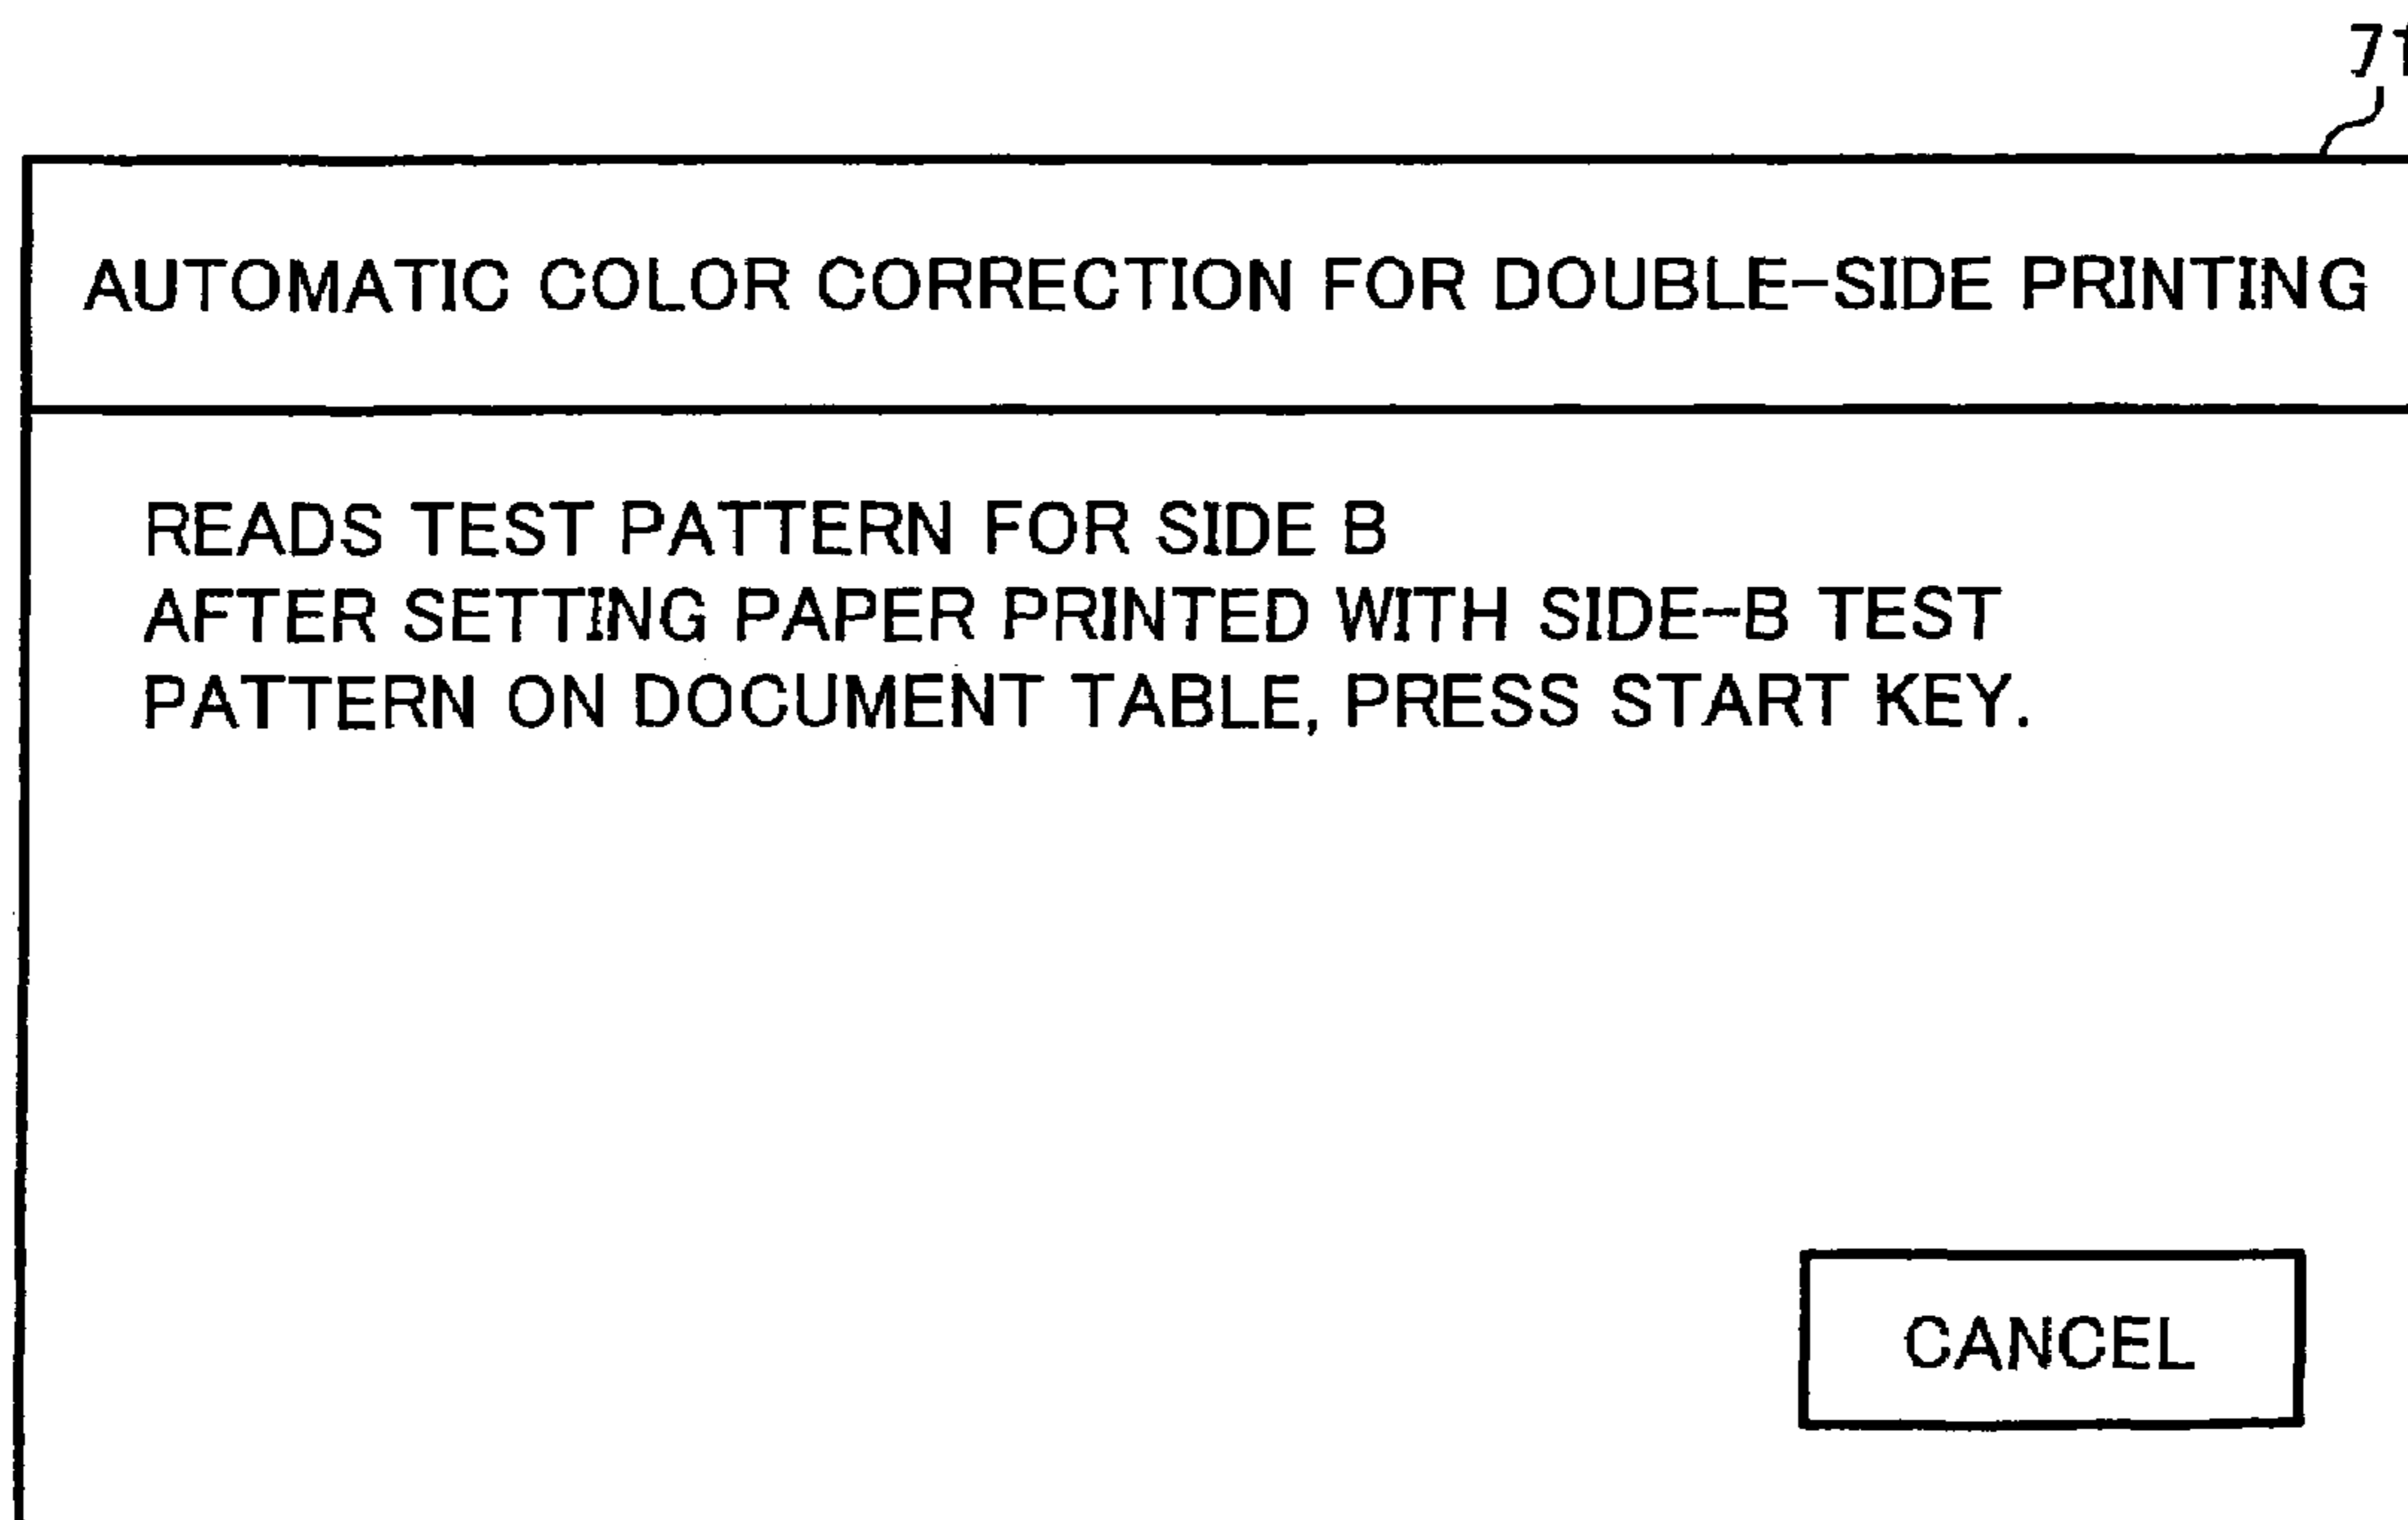 AUTOMATIC COLOR CORRECTION FOR DOUBLE-SIDE PRINTING
READS TEST PATTERN FOR SIDE B
AFTER SETTING PAPER PRINTED WITH SIDE-B TEST
PATTERN ON DOCUMENT TABLE, PRESS START KEY.
CANCEL